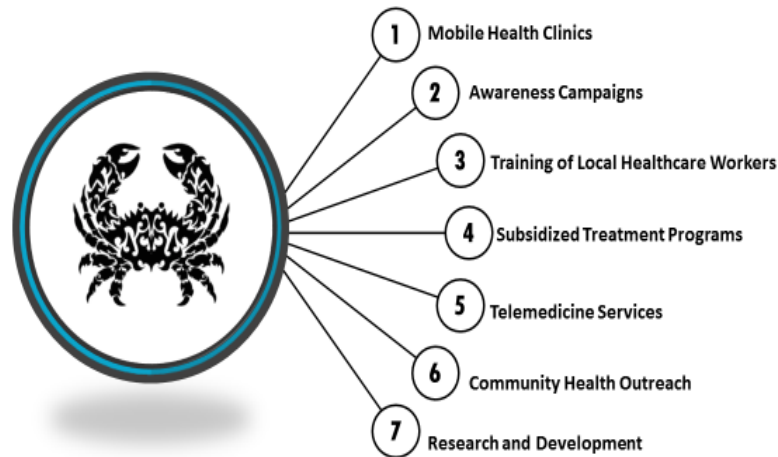 1 Mobile Health Clinics
2 Awareness Campaigns
3 Training of Local Healthcare Workers
4 Subsidized Treatment Programs
5 Telemedicine Services
6 Community Health Outreach
7 Research and Development